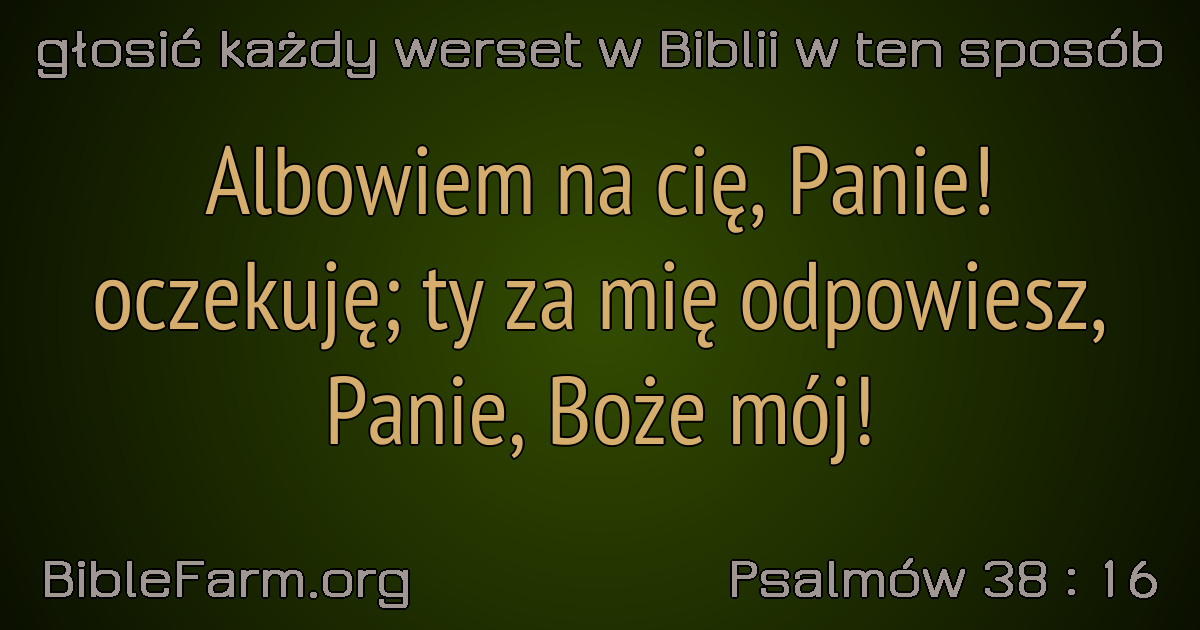 głosić każdy werset w Biblii w ten sposób
Albowiem na cię, Panie!
oczekuję; ty za mię odpowiesz,
Panie, Boże mój!
BibleFarm.org
Psalmów 38 : 16